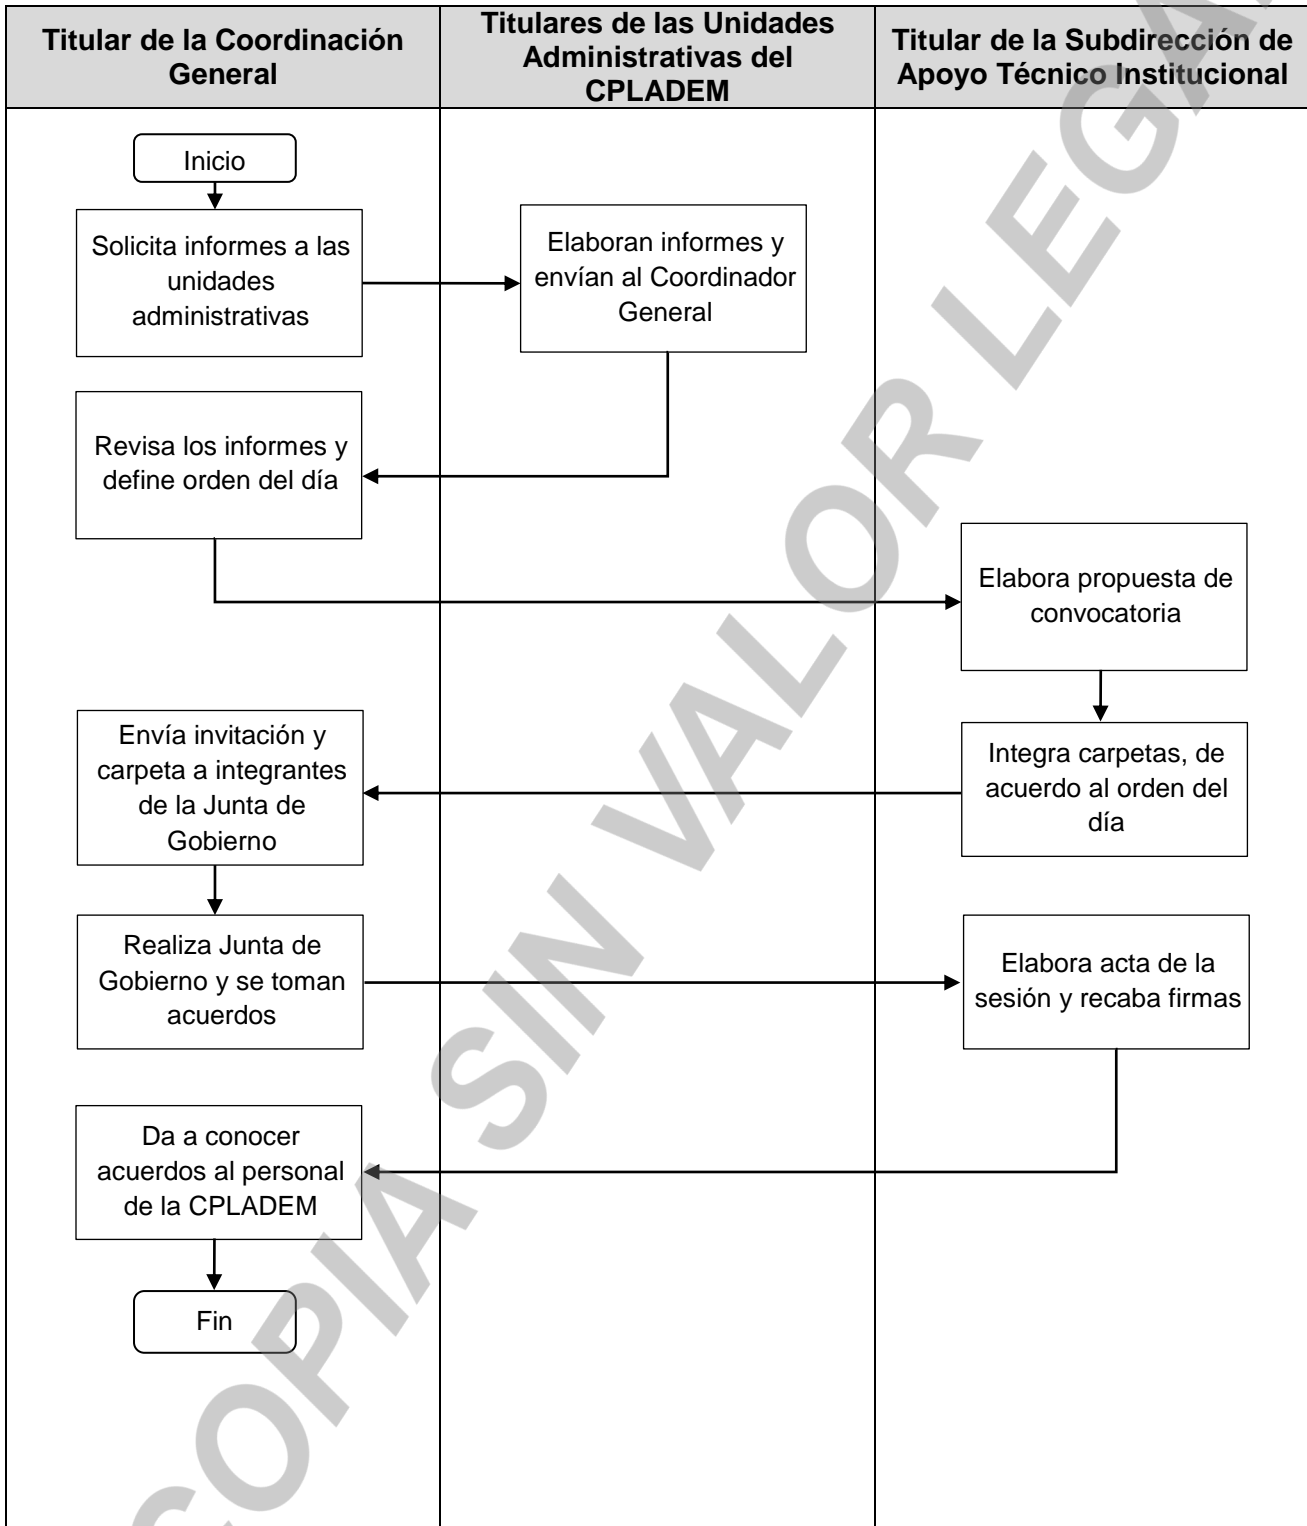 Titular de la Coordinación
General
Titulares de las Unidades
Administrativas del
CPLADEM
Titular de la Subdirección de
Apoyo Técnico Institucional
Inicio
Solicita informes a las
unidades
administrativas
Elaboran informes y
envían al Coordinador
General
Revisa los informes y
define orden del día
Elabora propuesta de
convocatoria
Integra carpetas, de
acuerdo al orden del
día
Envía invitación y
carpeta a integrantes
de la Junta de
Gobierno
Realiza Junta de
Gobierno y se toman
acuerdos
Elabora acta de la
sesión y recaba firmas
Da a conocer
acuerdos al personal
de la CPLADEM
Fin
COPIA SIN VALOR LEGAL